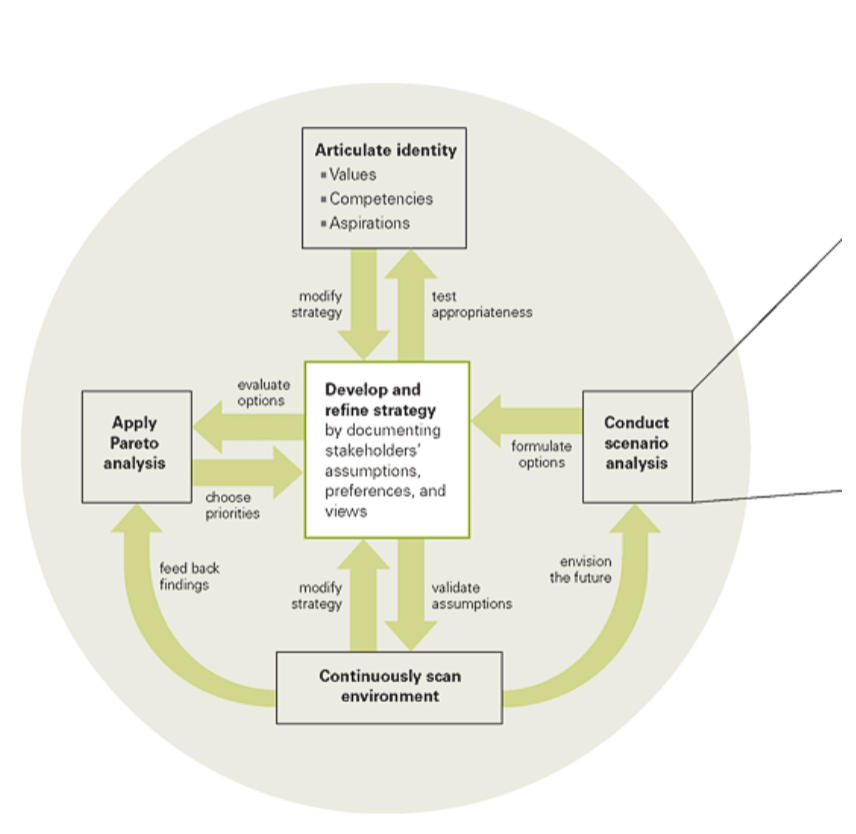 Articulate identity
▪ Values
▪ Competencies
▪ Aspirations
modify
strategy
test
appropriateness
evaluate
options
Apply
Pareto
analysis
choose
priorities
Develop and
refine strategy
by documenting
stakeholders'
assumptions,
preferences, and
views
formulate
options
Conduct
scenario
analysis
feed back
findings
modify
strategy
validate
assumptions
envision
the future
Continuously scan
environment